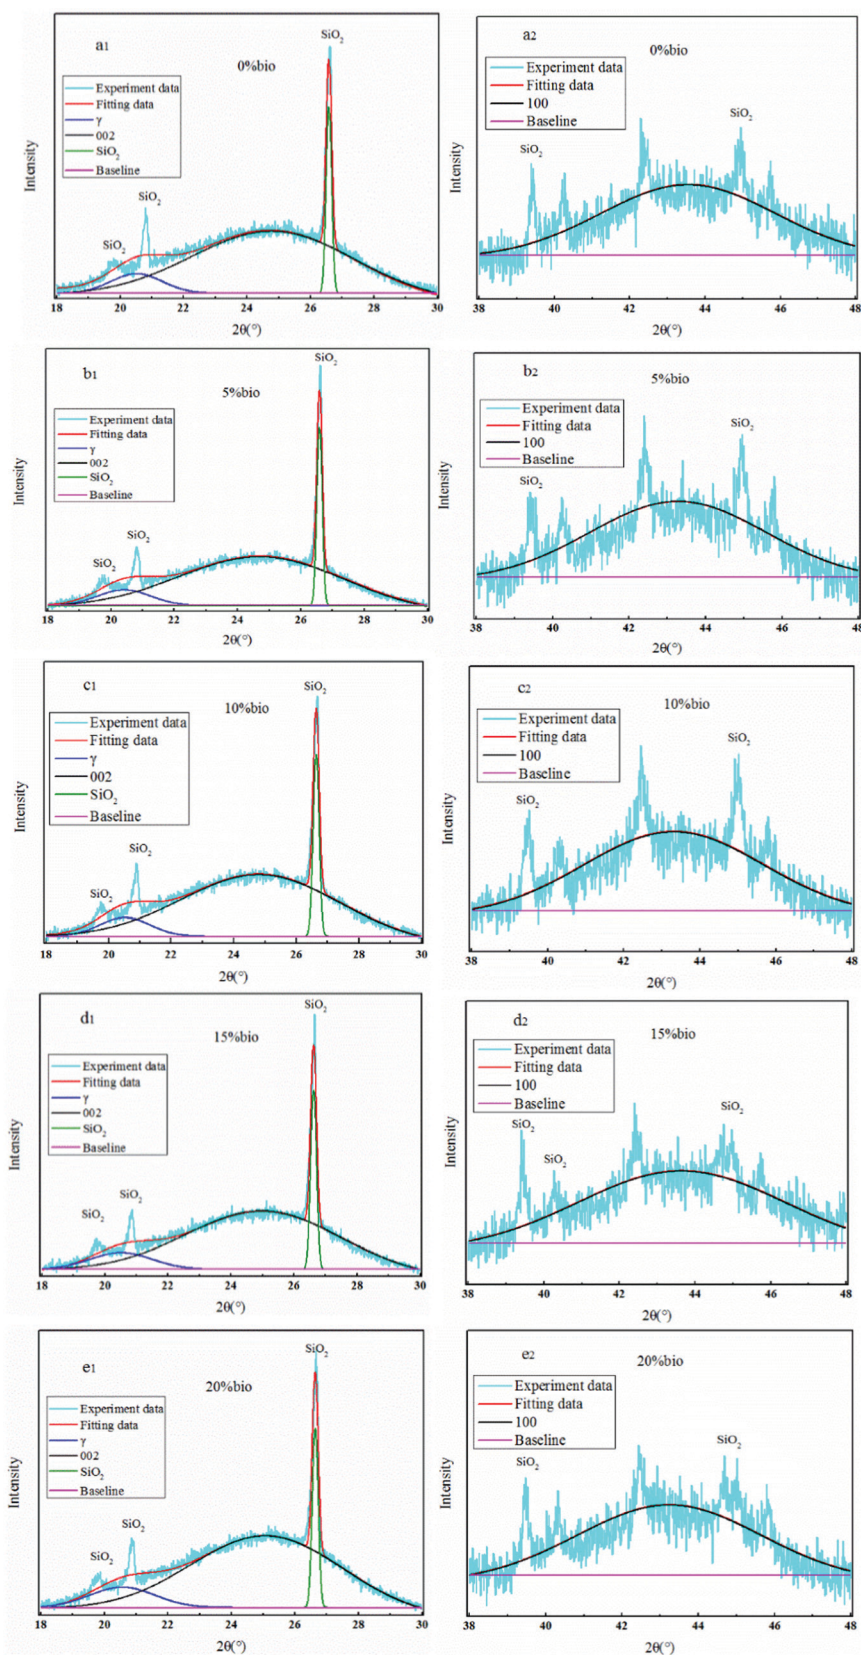 a1
0%bio
SiO2
Experiment data
Fitting data
γ
002
SiO2
Baseline
SiO2
SiO2
Intensity
18 20 22 24 26 28 30
2θ(°)
a2
0%bio
Experiment data
Fitting data
100
Baseline
SiO2
SiO2
Intensity
38 40 42 44 46 48
2θ(°)
b1
5%bio
SiO2
Experiment data
Fitting data
γ
002
SiO2
Baseline
SiO2
SiO2
Intensity
18 20 22 24 26 28 30
2θ(°)
b2
5%bio
Experiment data
Fitting data
100
Baseline
SiO2
SiO2
Intensity
38 40 42 44 46 48
2θ(°)
c1
10%bio
SiO2
Experiment data
Fitting data
γ
002
SiO2
Baseline
SiO2
SiO2
Intensity
18 20 22 24 26 28 30
2θ(°)
c2
10%bio
Experiment data
Fitting data
100
Baseline
SiO2
SiO2
Intensity
38 40 42 44 46 48
2θ(°)
d1
15%bio
SiO2
Experiment data
Fitting data
γ
002
SiO2
Baseline
SiO2
SiO2
Intensity
18 20 22 24 26 28 30
2θ(°)
d2
15%bio
Experiment data
Fitting data
100
Baseline
SiO2
SiO2
SiO2
Intensity
38 40 42 44 46 48
2θ(°)
e1
20%bio
SiO2
Experiment data
Fitting data
γ
002
SiO2
Baseline
SiO2
SiO2
Intensity
18 20 22 24 26 28 30
2θ(°)
e2
20%bio
Experiment data
Fitting data
100
Baseline
SiO2
SiO2
Intensity
38 40 42 44 46 48
2θ(°)